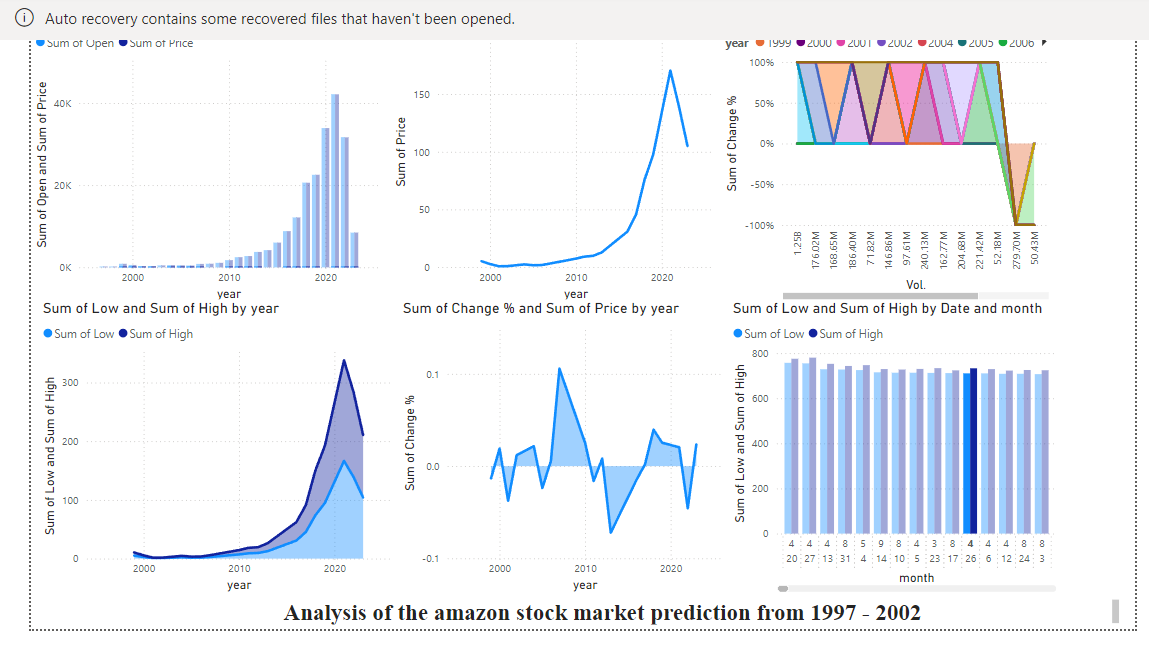 Auto recovery contains some recovered files that haven't been opened.
Sum of Open Sum of Price
Sum of Open and Sum of Price
40K
20K
0K
2000 2010 2020
year
Sum of Price
150
100
50
0
2000 2010 2020
year
year 1999 2000 2001 2002 2004 2005 2006
Sum of Change %
100%
50%
0%
-50%
-100%
1.25B 176.02M 168.65M 186.40M 71.82M 146.86M 97.61M 240.13M 162.77M 204.68M 221.42M 52.18M 279.70M 50.43M
Vol.
Sum of Low and Sum of High by year
Sum of Low Sum of High
Sum of Low and Sum of High
300
200
100
0
2000 2010 2020
year
Sum of Change % and Sum of Price by year
Sum of Change %
0.1
0.0
-0.1
2000 2010 2020
year
Sum of Low and Sum of High by Date and month
Sum of Low Sum of High
Sum of Low and Sum of High
800
600
400
200
0
4 4 4 8 5 9 8 4 3 8 4 4 4 8 8
20 27 13 31 4 14 10 5 23 17 26 6 12 24 3
month
Analysis of the amazon stock market prediction from 1997 - 2002